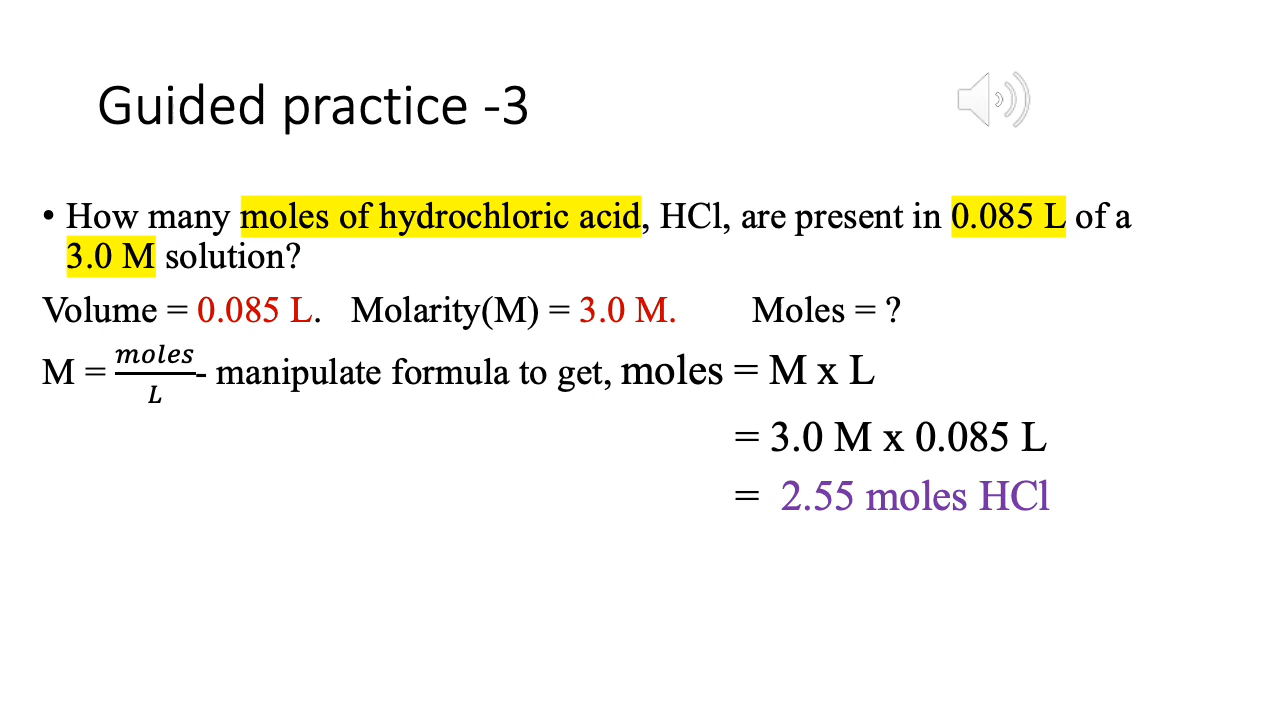 Guided practice -3
• How many moles of hydrochloric acid, HCl, are present in 0.085 L of a
3.0 M solution?
Volume = 0.085 L. Molarity(M) = 3.0 M. Moles = ?
M = moles/L - manipulate formula to get, moles = M x L
= 3.0 M x 0.085 L
= 2.55 moles HCl